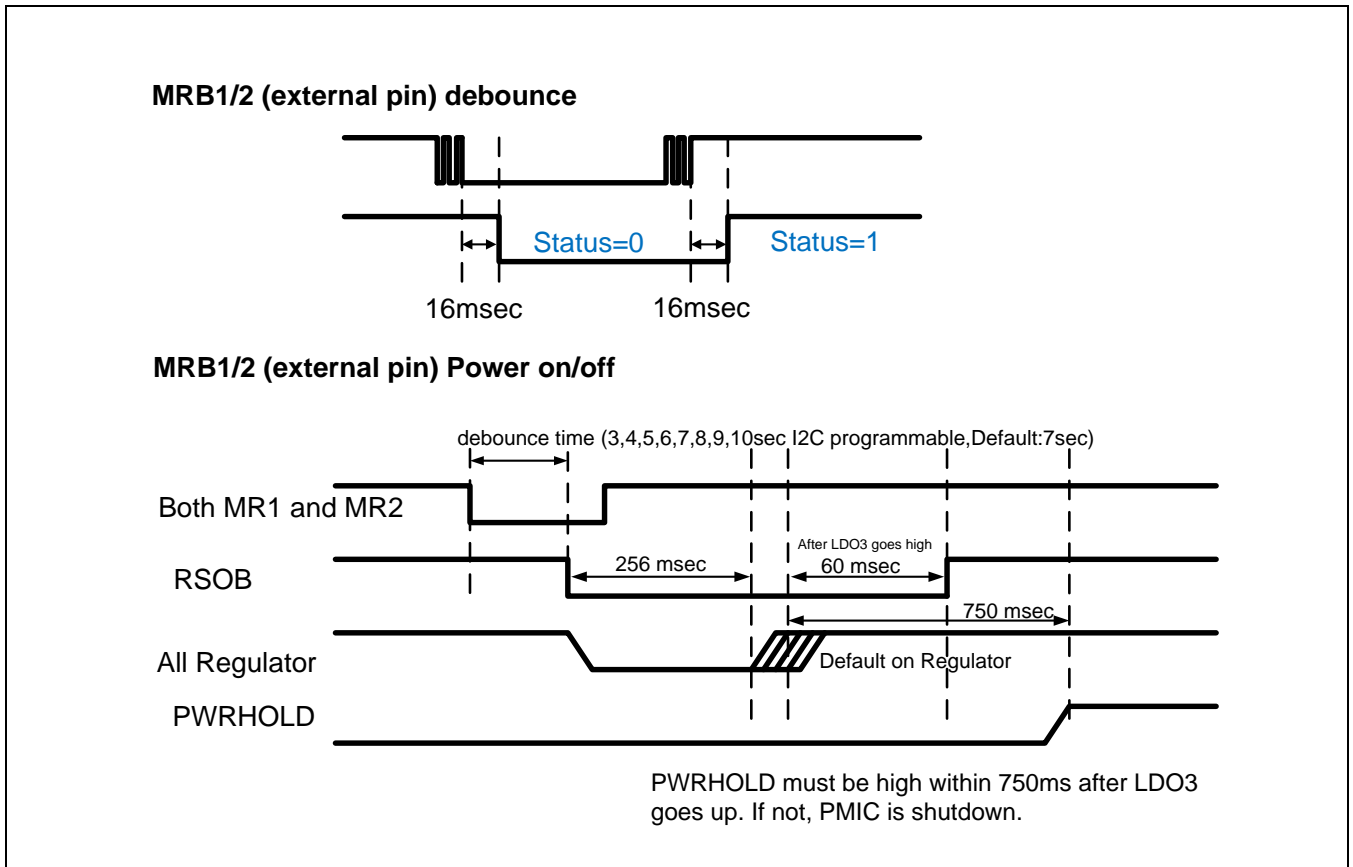 MRB1/2 (external pin) debounce
Status=0
Status=1
16msec
16msec
MRB1/2 (external pin) Power on/off
debounce time (3,4,5,6,7,8,9,10sec I2C programmable,Default:7sec)
Both MR1 and MR2
After LDO3 goes high
RSOB
256 msec
60 msec
750 msec
All Regulator
Default on Regulator
PWRHOLD
PWRHOLD must be high within 750ms after LDO3
goes up. If not, PMIC is shutdown.